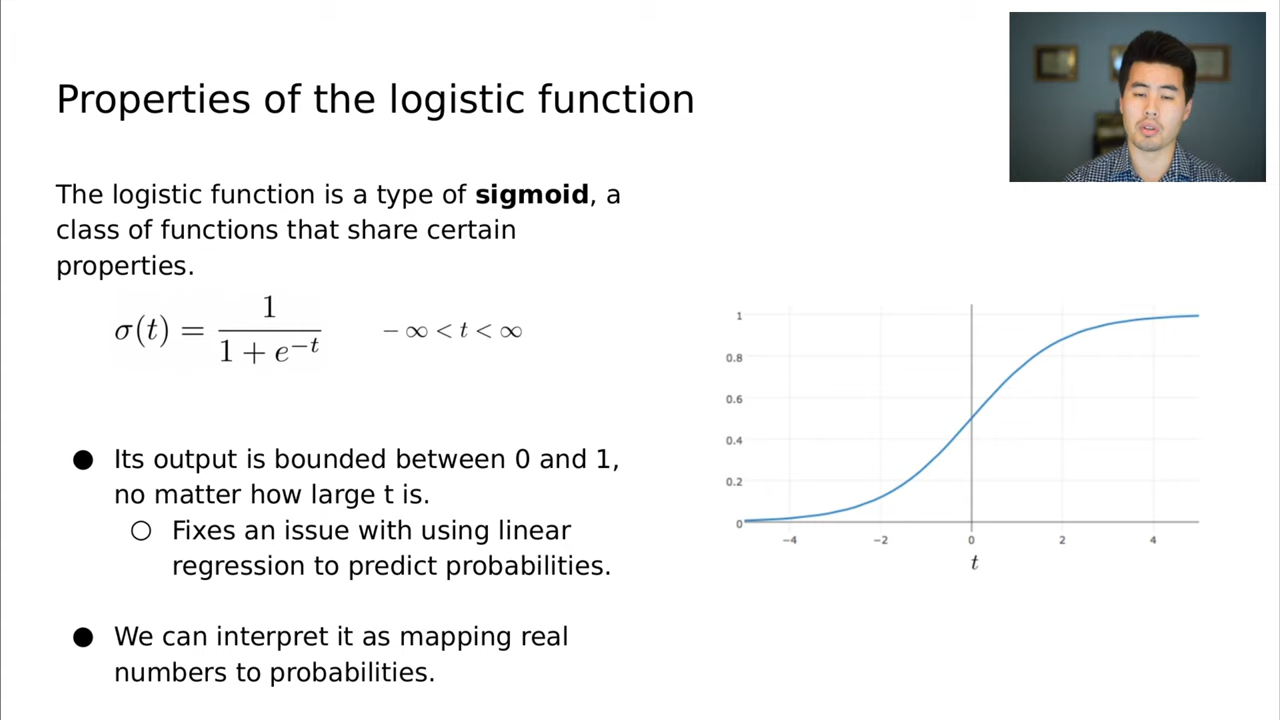 Properties of the logistic function
The logistic function is a type of sigmoid, a
class of functions that share certain
properties.
σ(t) = 1 / (1 + e^{-t})    − ∞ < t < ∞
● Its output is bounded between 0 and 1,
no matter how large t is.
○ Fixes an issue with using linear
regression to predict probabilities.
● We can interpret it as mapping real
numbers to probabilities.
1
0.8
0.6
0.4
0.2
0
−4 −2 0 2 4
t